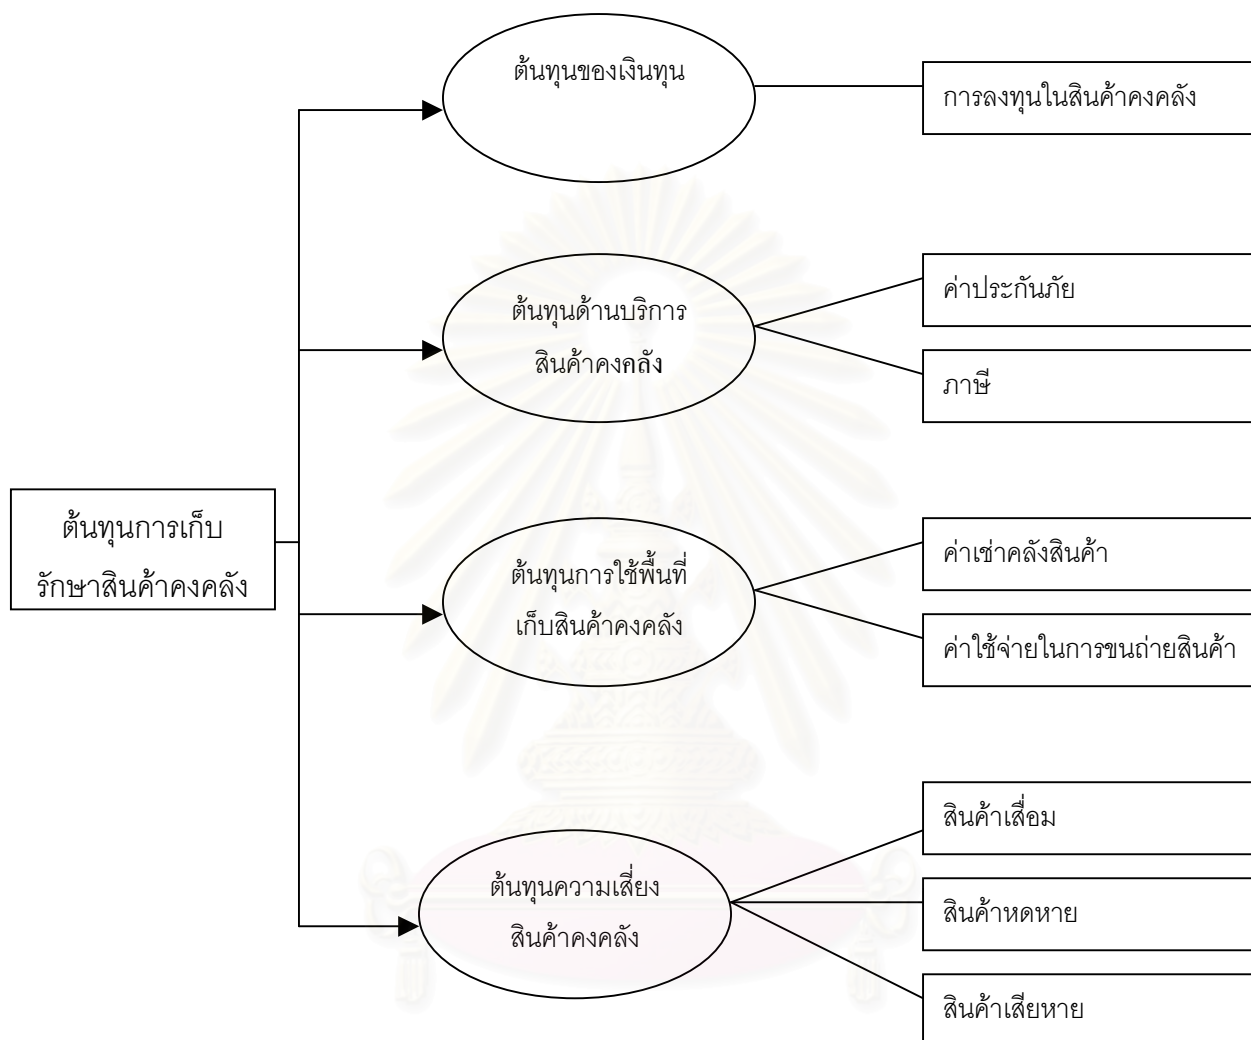 ต้นทุนของเงินทุน
การลงทุนในสินค้าคงคลัง
ต้นทุนด้านบริการ
สินค้าคงคลัง
ค่าประกันภัย
ภาษี
ต้นทุนการเก็บ
รักษาสินค้าคงคลัง
ต้นทุนการใช้พื้นที่
เก็บสินค้าคงคลัง
ค่าเช่าคลังสินค้า
ค่าใช้จ่ายในการขนถ่ายสินค้า
ต้นทุนความเสี่ยง
สินค้าคงคลัง
สินค้าเสื่อม
สินค้าหดหาย
สินค้าเสียหาย